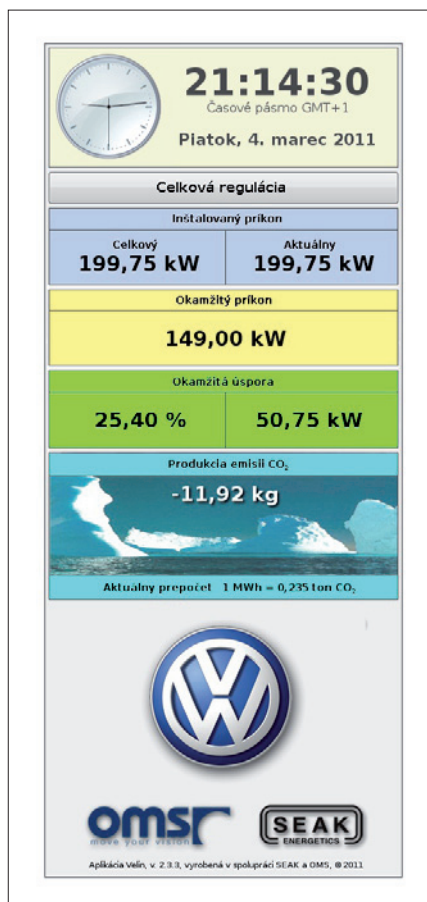 21:14:30
Časové pásmo GMT+1
Piatok, 4. marec 2011
Celková regulácia
Inštalovaný príkon
Celkový Aktuálny
199,75 kW 199,75 kW
Okamžitý príkon
149,00 kW
Okamžitá úspora
25,40 % 50,75 kW
Produkcia emisií CO₂
-11,92 kg
Aktuálny prepočet 1 MWh = 0,235 ton CO₂
VW
OMS
move your vision
SEAK
ENERGETICS
Aplikácia Velín, v. 2.3.3, vyrobená v spolupráci SEAK a OMS, © 2011